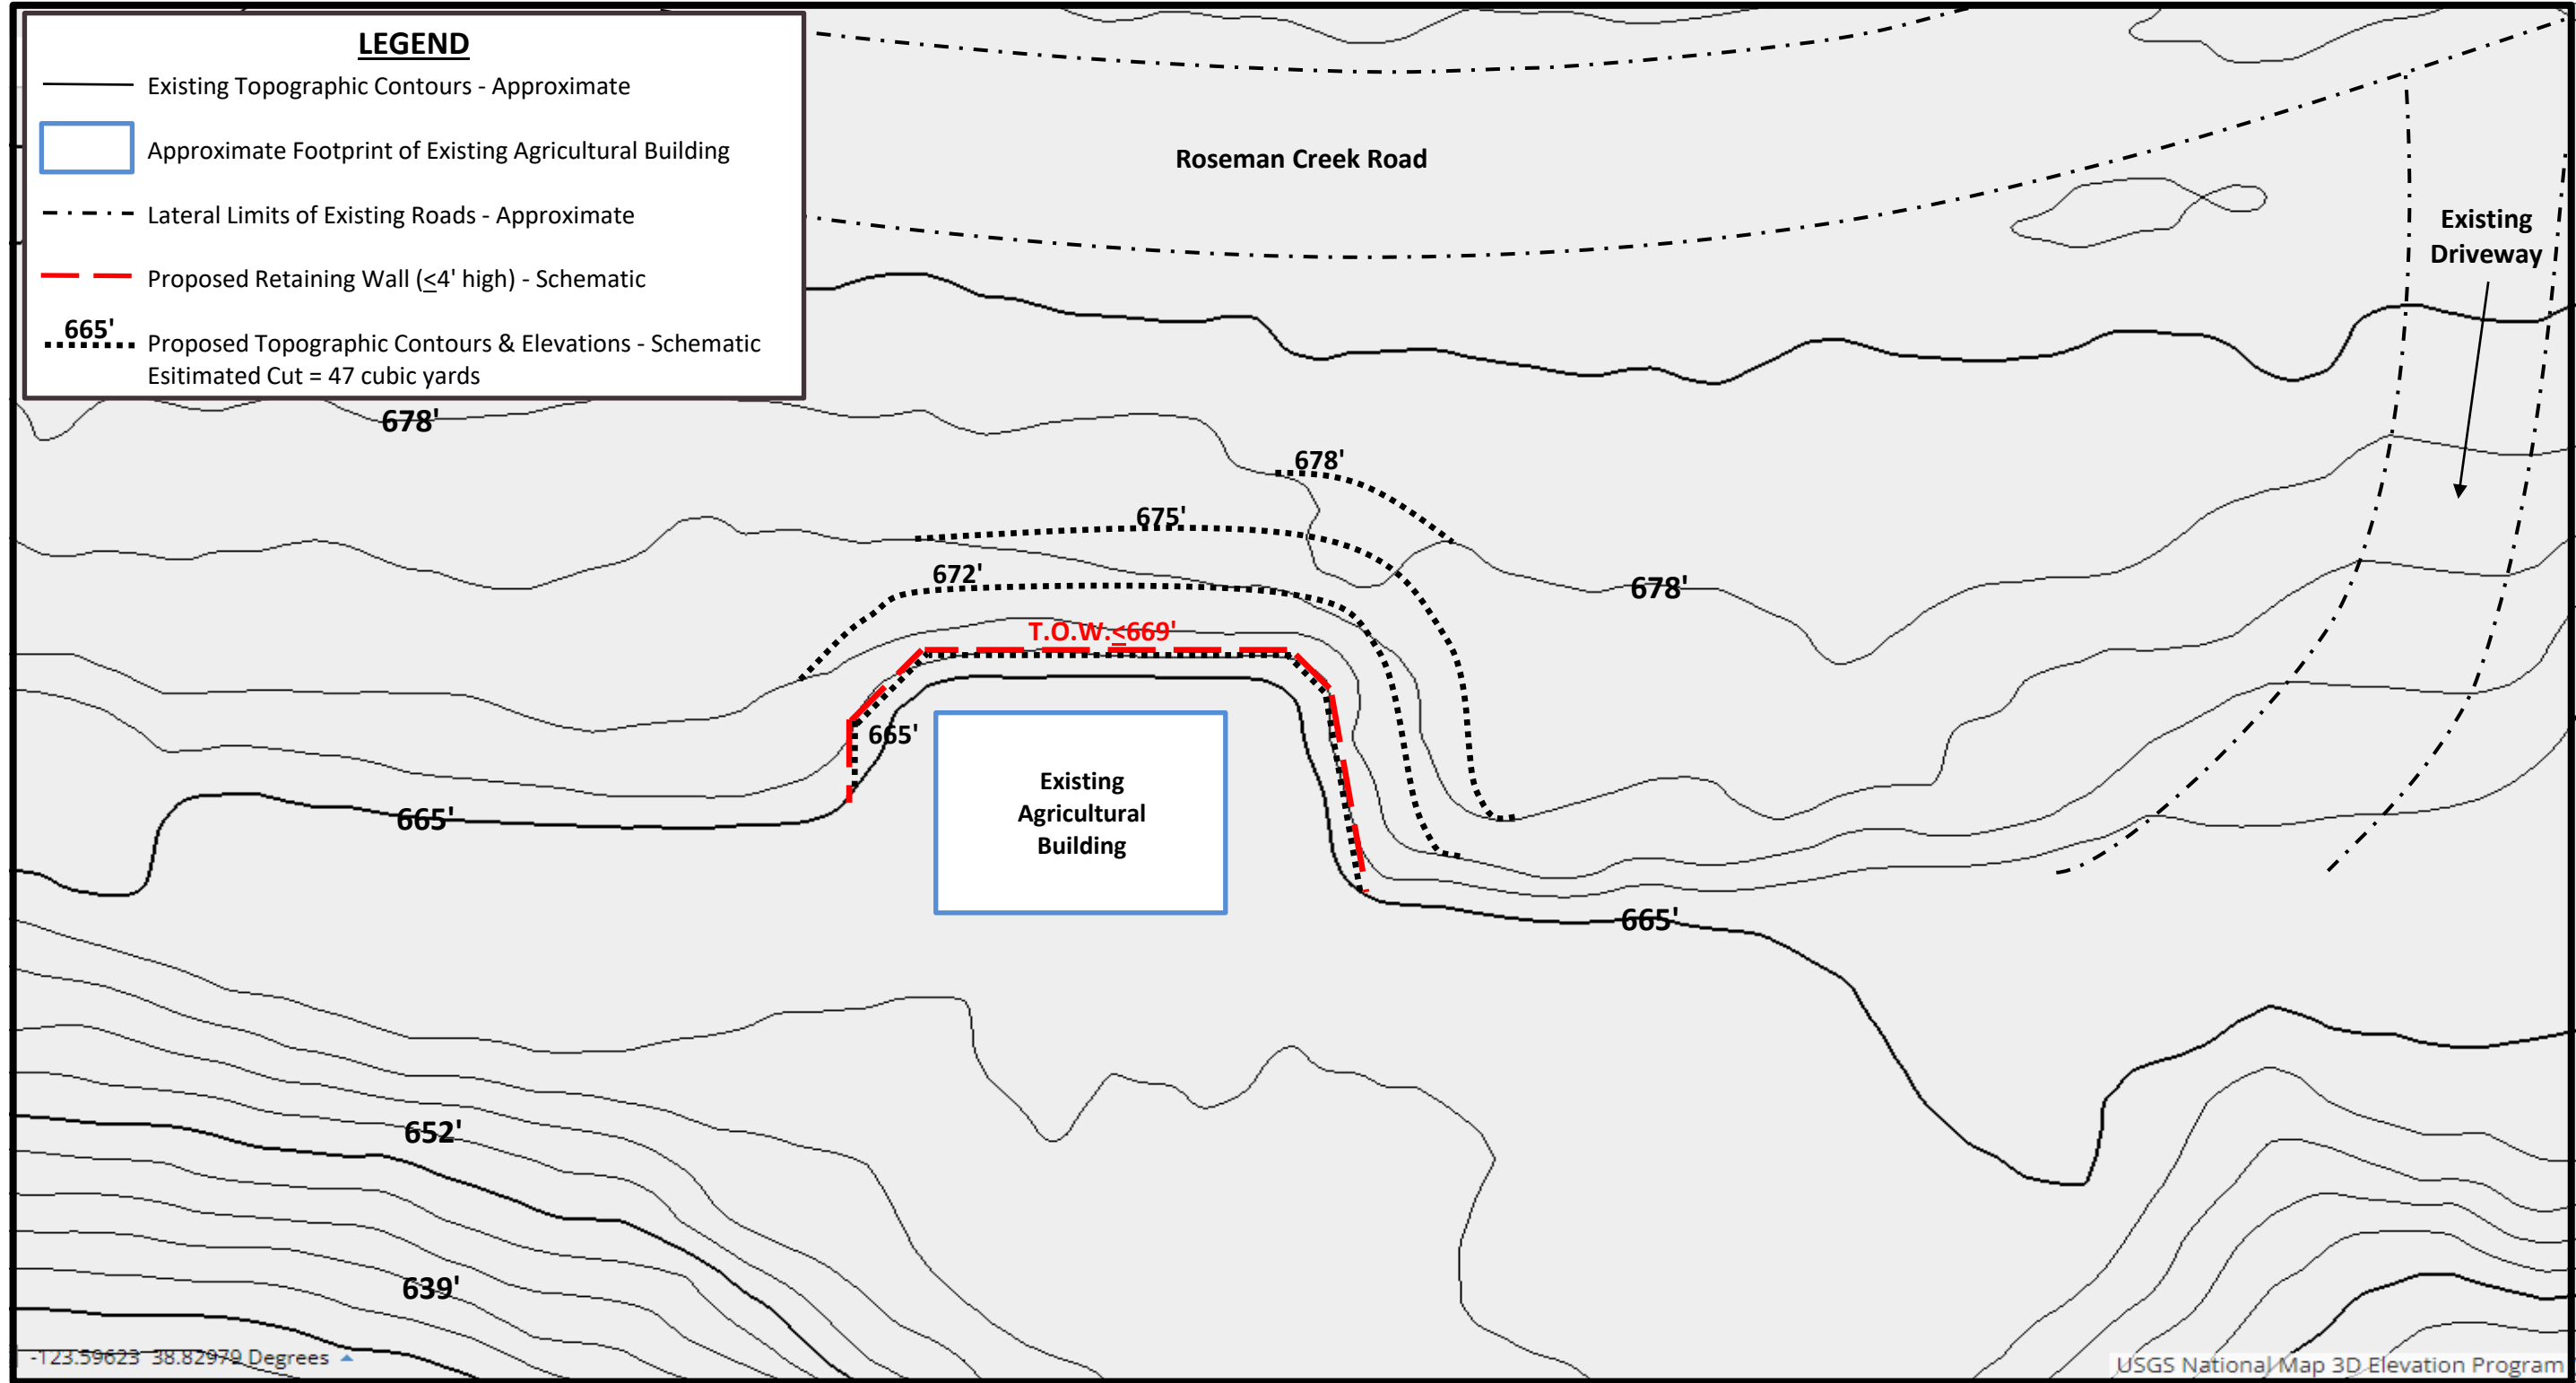 LEGEND
Existing Topographic Contours - Approximate
Approximate Footprint of Existing Agricultural Building
Lateral Limits of Existing Roads - Approximate
Proposed Retaining Wall (<4' high) - Schematic
665'
Proposed Topographic Contours & Elevations - Schematic
Esitimated Cut = 47 cubic yards
Roseman Creek Road
Existing
Driveway
678'
678'
675'
672'
678'
T.O.W.<669'
665'
Existing
Agricultural
Building
665'
665'
652'
639'
-123.59623 38.82979 Degrees
USGS National Map 3D Elevation Program